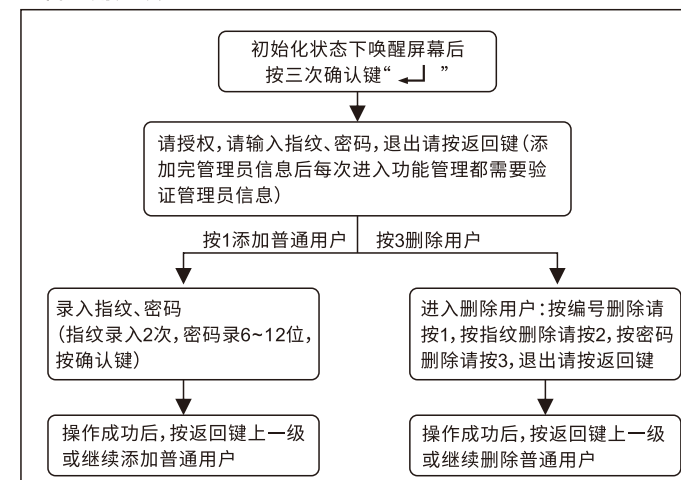 初始化状态下唤醒屏幕后
按三次确认键“ ↵ ”
请授权,请输入指纹、密码,退出请按返回键(添
加完管理员信息后每次进入功能管理都需要验
证管理员信息)
按1添加普通用户
按3删除用户
录入指纹、密码
(指纹录入2次,密码录6~12位,
按确认键)
进入删除用户:按编号删除请
按1,按指纹删除请按2,按密码
删除请按3,退出请按返回键
操作成功后,按返回键上一级
或继续添加普通用户
操作成功后,按返回键上一级
或继续删除普通用户